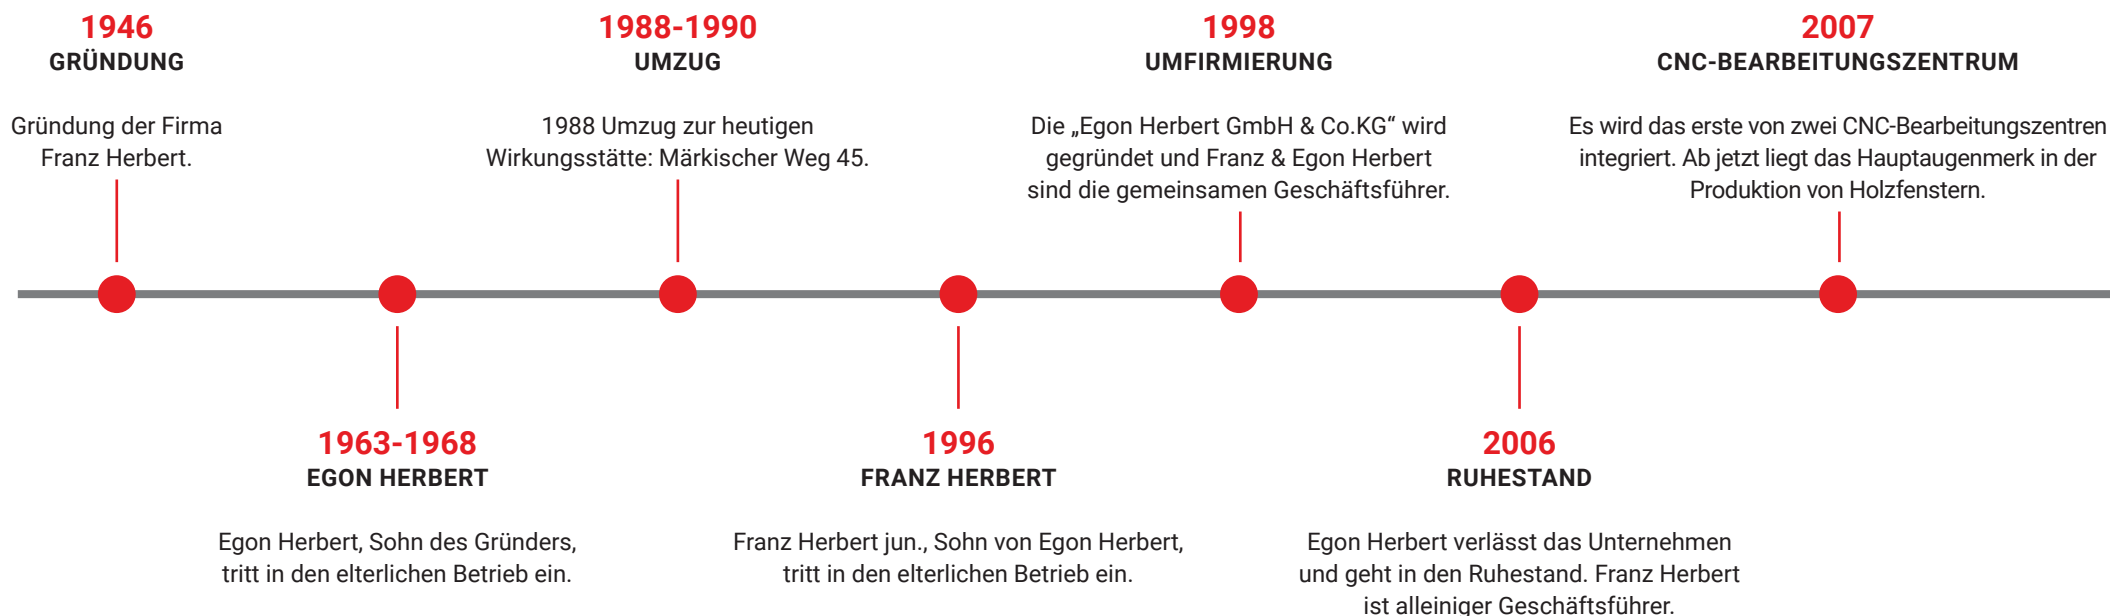 1946
GRÜNDUNG
Gründung der Firma
Franz Herbert.
1963-1968
EGON HERBERT
Egon Herbert, Sohn des Gründers,
tritt in den elterlichen Betrieb ein.
1988-1990
UMZUG
1988 Umzug zur heutigen
Wirkungsstätte: Märkischer Weg 45.
1996
FRANZ HERBERT
Franz Herbert jun., Sohn von Egon Herbert,
tritt in den elterlichen Betrieb ein.
1998
UMFIRMIERUNG
Die „Egon Herbert GmbH & Co.KG“ wird
gegründet und Franz & Egon Herbert
sind die gemeinsamen Geschäftsführer.
2006
RUHESTAND
Egon Herbert verlässt das Unternehmen
und geht in den Ruhestand. Franz Herbert
ist alleiniger Geschäftsführer.
2007
CNC-BEARBEITUNGSZENTRUM
Es wird das erste von zwei CNC-Bearbeitungszentren
integriert. Ab jetzt liegt das Hauptaugenmerk in der
Produktion von Holzfenstern.